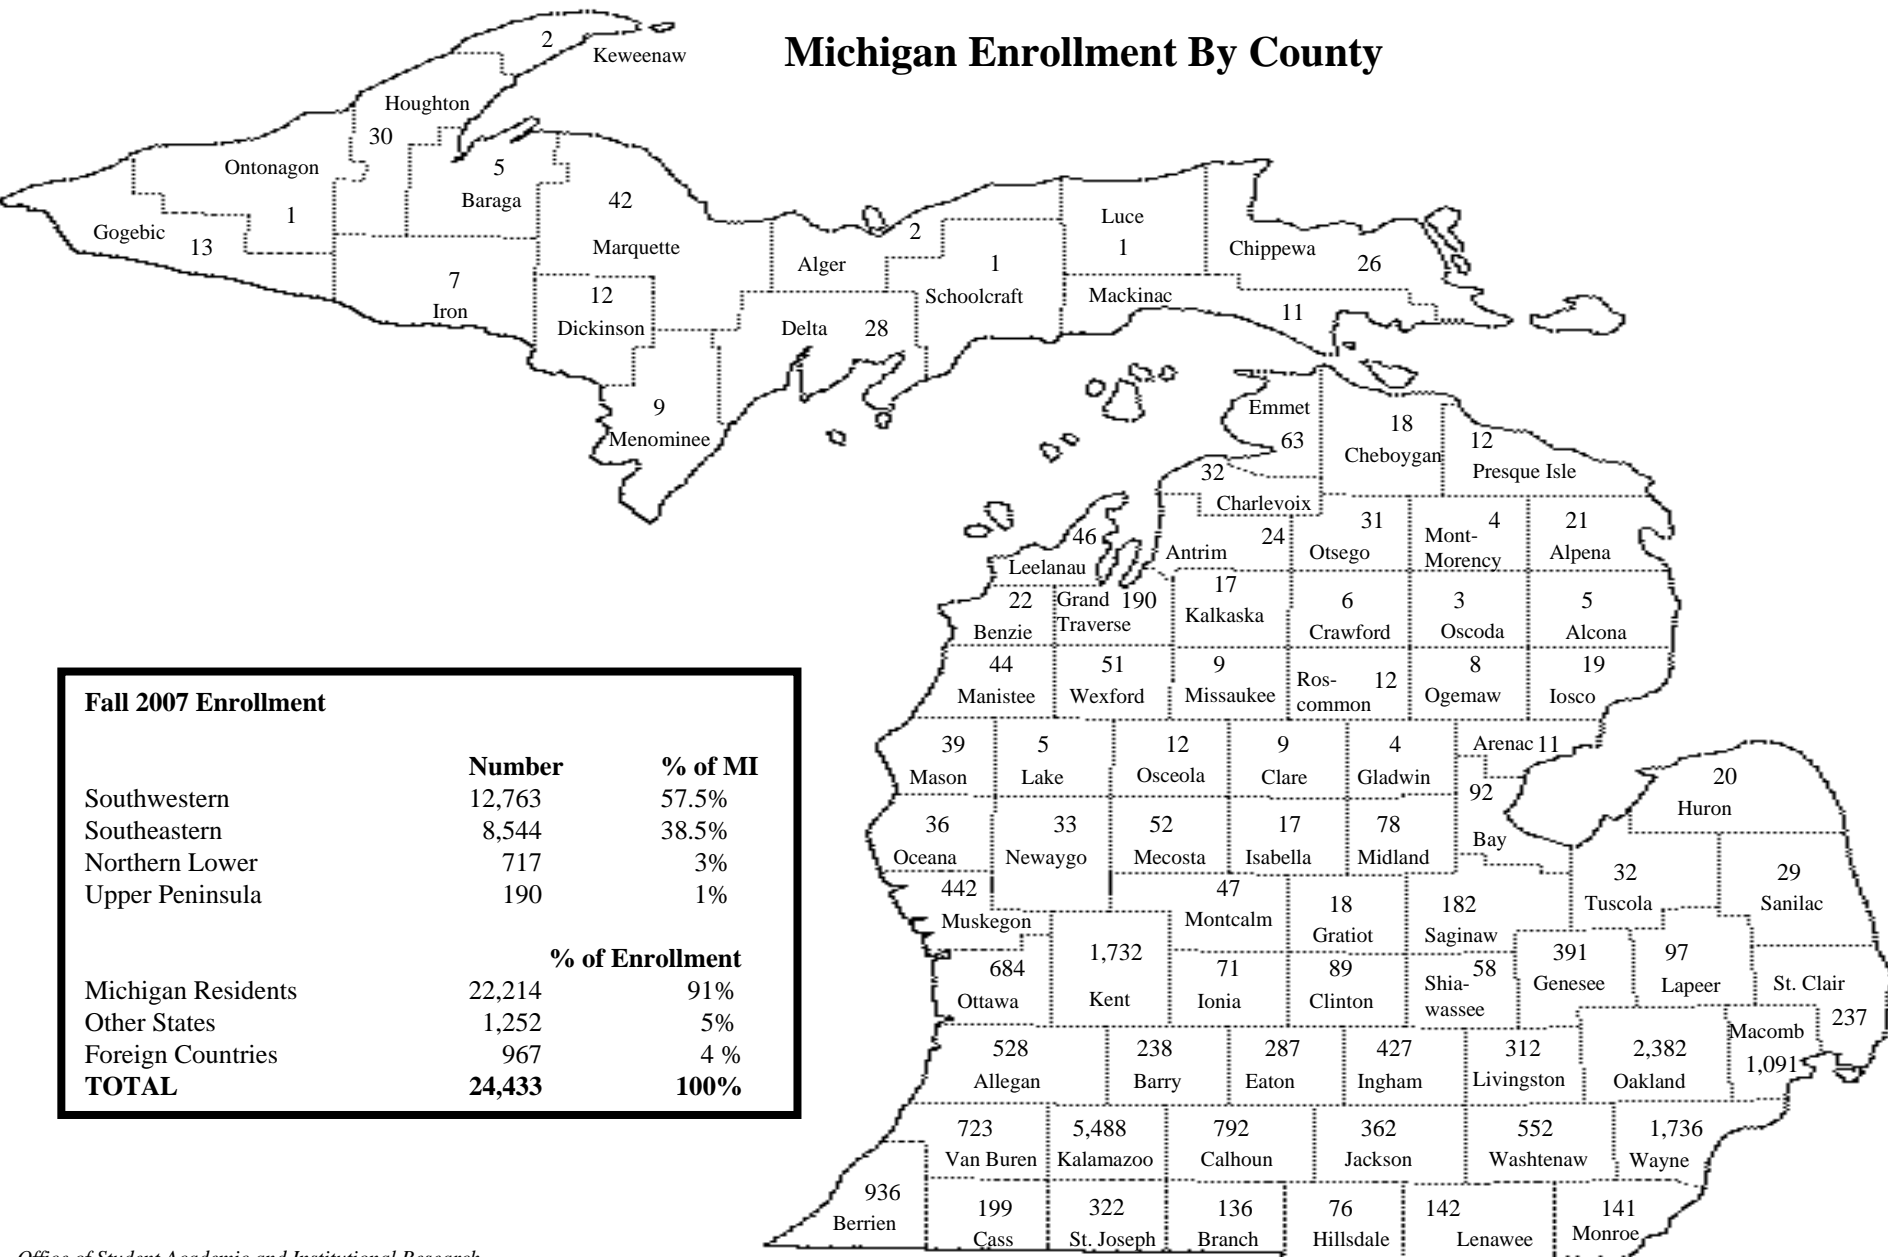 Michigan Enrollment By County
2
Keweenaw
Houghton
30
Ontonagon
1
Gogebic
13
5
Baraga
42
Marquette
7
Iron
12
Dickinson
9
Menominee
Alger
2
Delta 28
1
Schoolcraft
Luce
1
Chippewa
26
Mackinac
11
Emmet
63
18
Cheboygan
12
Presque Isle
32
Charlevoix
46
Leelanau
24
Antrim
31
Otsego
4
Mont-
Morency
21
Alpena
22
Benzie
Grand 190
Traverse
17
Kalkaska
6
Crawford
3
Oscoda
5
Alcona
44
Manistee
51
Wexford
9
Missaukee
Ros- 12
common
8
Ogemaw
19
Iosco
39
Mason
5
Lake
12
Osceola
9
Clare
4
Gladwin
Arenac 11
92
Bay
20
Huron
36
Oceana
33
Newaygo
52
Mecosta
17
Isabella
78
Midland
32
Tuscola
29
Sanilac
442
Muskegon
47
Montcalm
18
Gratiot
182
Saginaw
684
Ottawa
1,732
Kent
71
Ionia
89
Clinton
58
Shia-
wassee
391
Genesee
97
Lapeer
St. Clair
237
528
Allegan
238
Barry
287
Eaton
427
Ingham
312
Livingston
2,382
Oakland
Macomb
1,091
723
Van Buren
5,488
Kalamazoo
792
Calhoun
362
Jackson
552
Washtenaw
1,736
Wayne
936
Berrien
199
Cass
322
St. Joseph
136
Branch
76
Hillsdale
142
Lenawee
141
Monroe
Fall 2007 Enrollment
Number % of MI
Southwestern 12,763 57.5%
Southeastern 8,544 38.5%
Northern Lower 717 3%
Upper Peninsula 190 1%
% of Enrollment
Michigan Residents 22,214 91%
Other States 1,252 5%
Foreign Countries 967 4 %
TOTAL 24,433 100%
Office of Student Academic and Institutional Research